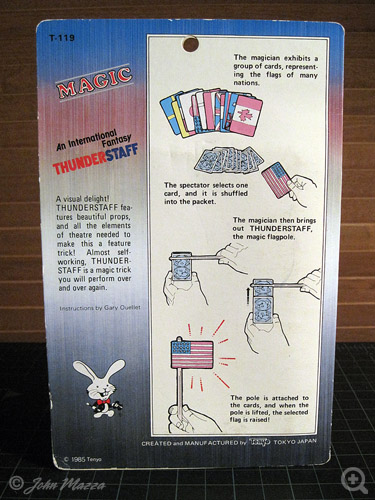 T-119
MAGIC
An International
Fantasy
THUNDERSTAFF
A visual delight!
THUNDERSTAFF fea-
tures beautiful props,
and all the elements
of theatre needed to
make this a feature
trick! Almost self-
working, THUNDER-
STAFF is a magic trick
you will perform over
and over again.
Instructions by Gary Ouellet
© 1985 Tenyo
The magician exhibits a
group of cards, represent-
ing the flags of many
nations.
The spectator selects one
card, and it is shuffled
into the packet.
The magician then brings
out THUNDERSTAFF,
the magic flagpole.
The pole is attached to
the cards, and when the
pole is lifted, the selected
flag is raised!
CREATED and MANUFACTURED by Tenyo TOKYO JAPAN
© John Mazza